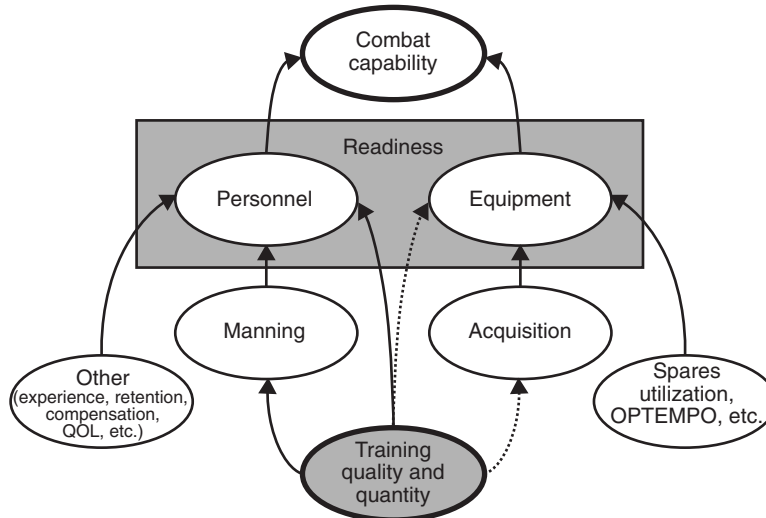 Combat
capability
Readiness
Personnel
Equipment
Manning
Acquisition
Other
(experience, retention,
compensation,
QOL, etc.)
Spares
utilization,
OPTEMPO, etc.
Training
quality and
quantity